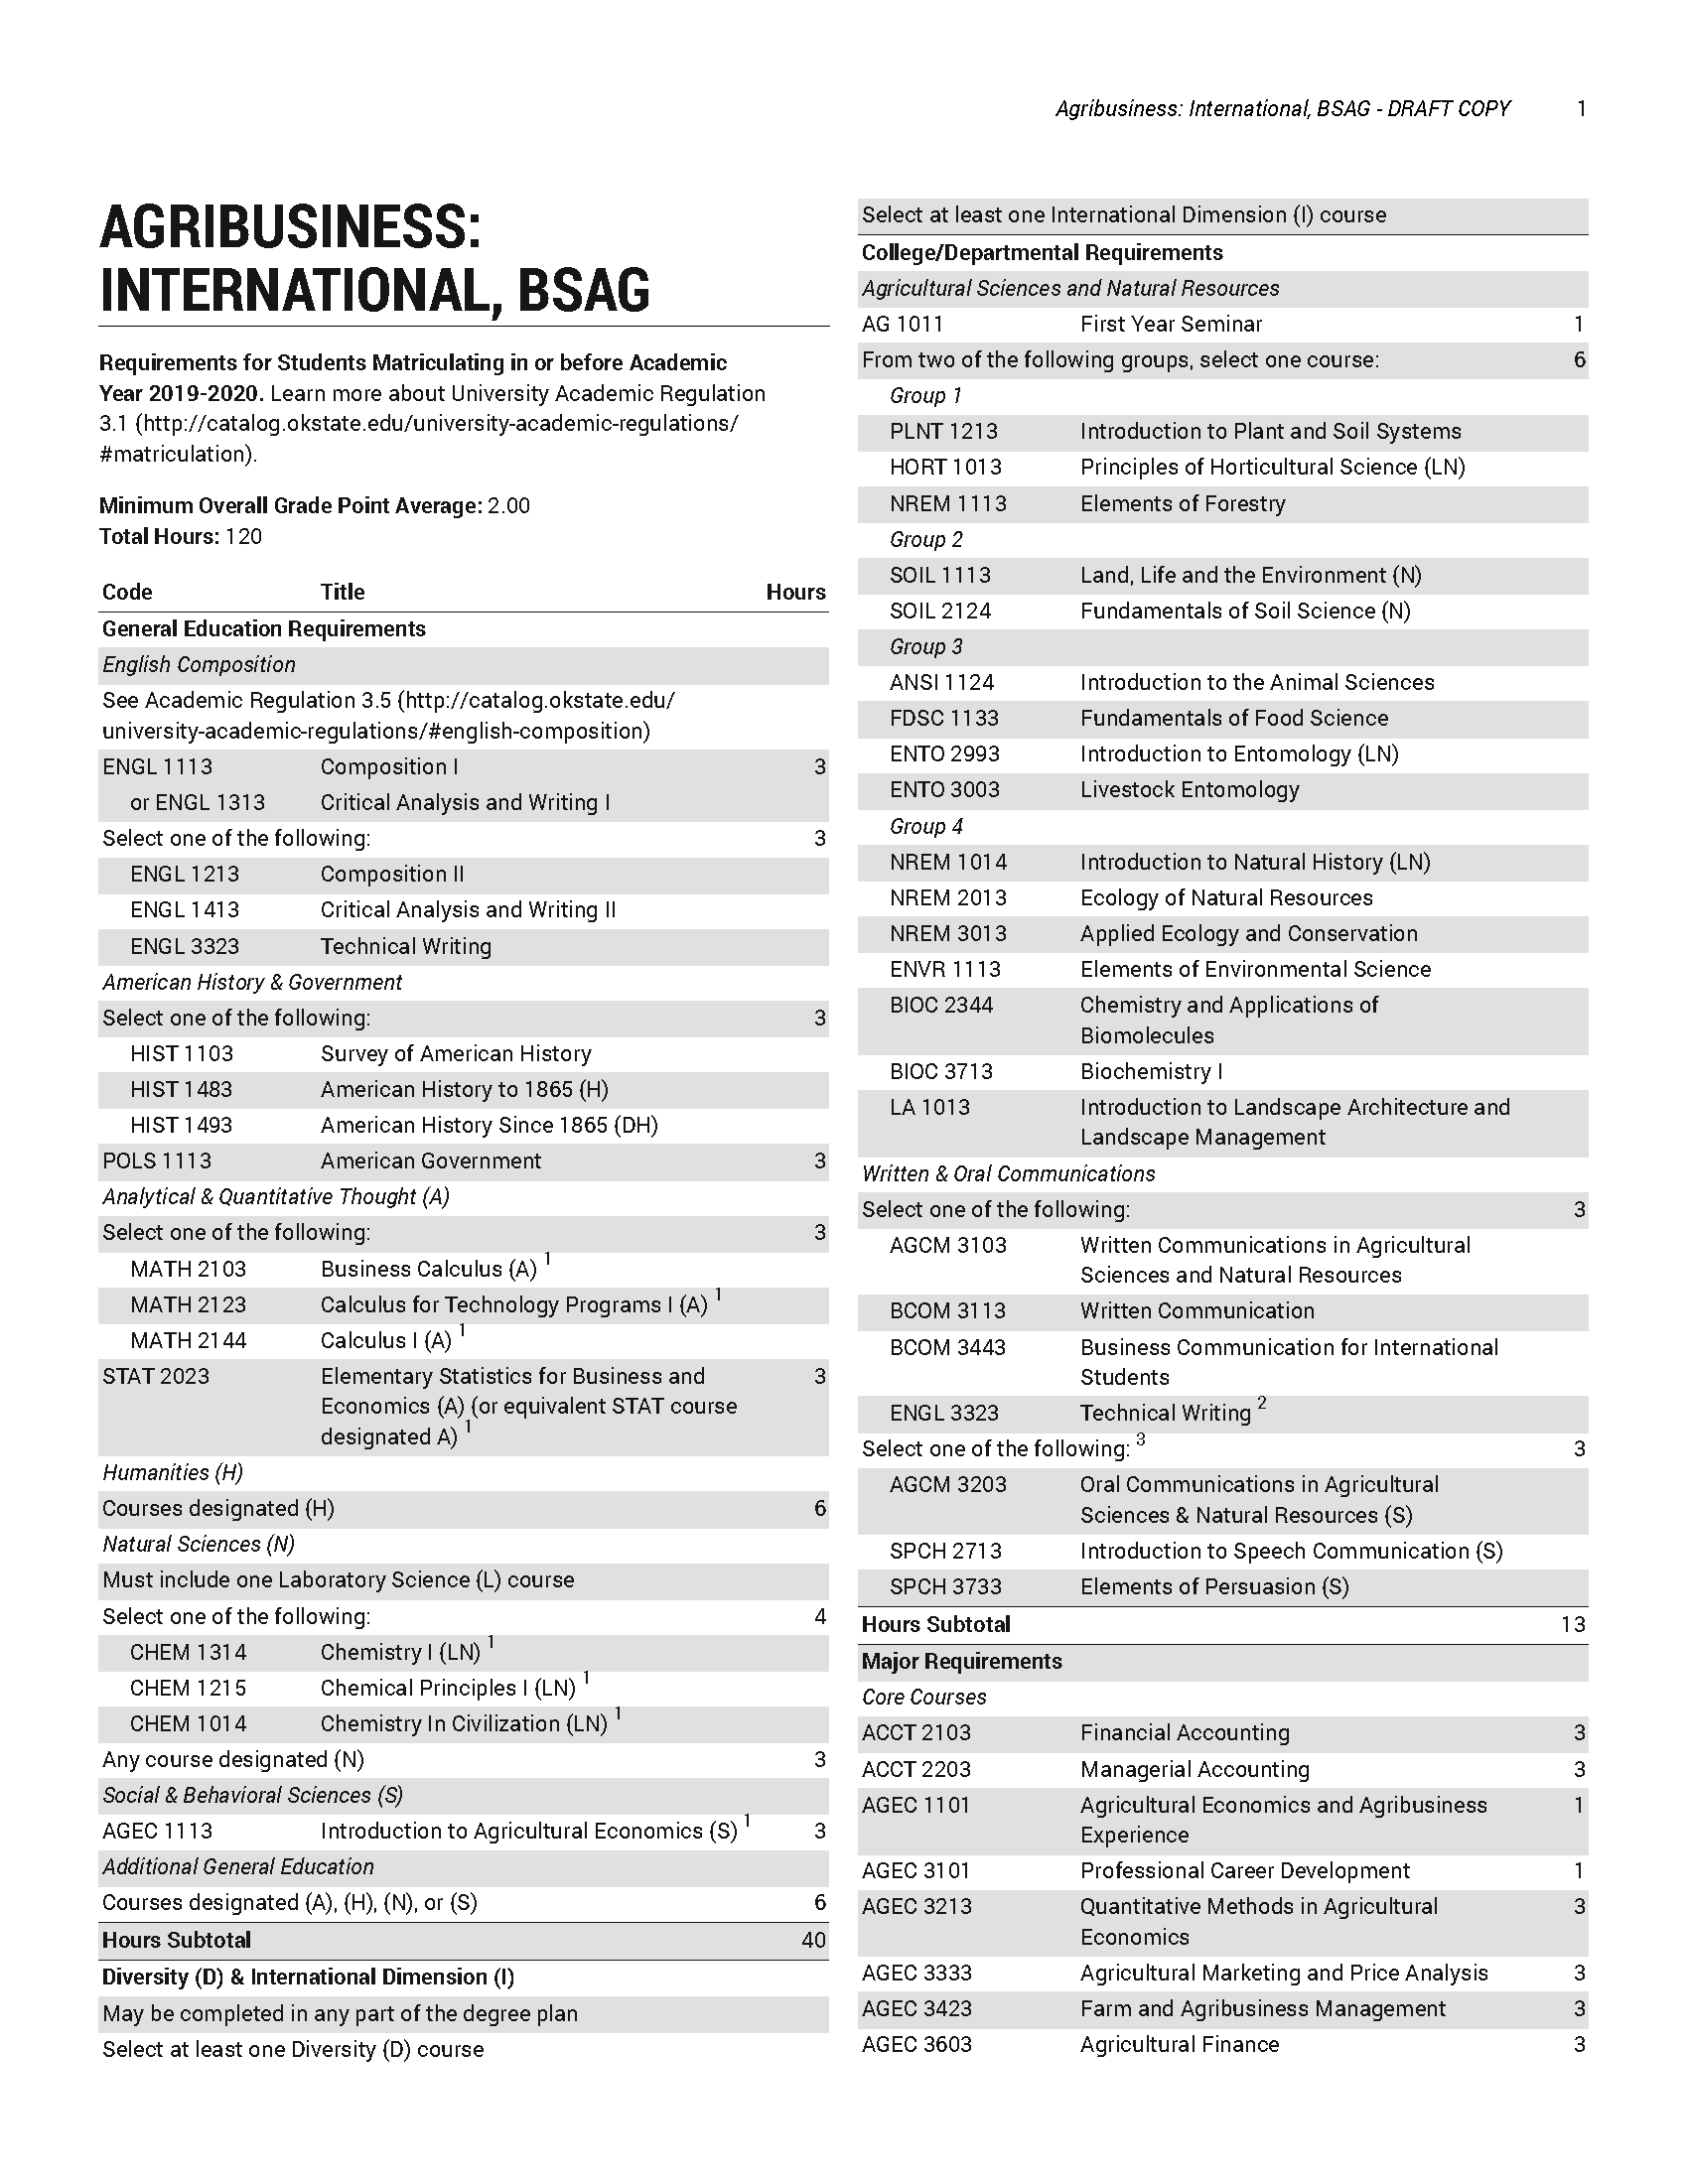 Agribusiness: International, BSAG - DRAFT COPY 1
AGRIBUSINESS:
INTERNATIONAL, BSAG
Requirements for Students Matriculating in or before Academic
Year 2019-2020. Learn more about University Academic Regulation
3.1 (http://catalog.okstate.edu/university-academic-regulations/
#matriculation).
Minimum Overall Grade Point Average: 2.00
Total Hours: 120
Code Title Hours
General Education Requirements
English Composition
See Academic Regulation 3.5 (http://catalog.okstate.edu/
university-academic-regulations/#english-composition)
ENGL 1113 Composition I 3
or ENGL 1313 Critical Analysis and Writing I
Select one of the following: 3
ENGL 1213 Composition II
ENGL 1413 Critical Analysis and Writing II
ENGL 3323 Technical Writing
American History & Government
Select one of the following: 3
HIST 1103 Survey of American History
HIST 1483 American History to 1865 (H)
HIST 1493 American History Since 1865 (DH)
POLS 1113 American Government 3
Analytical & Quantitative Thought (A)
Select one of the following: 3
MATH 2103 Business Calculus (A) 1
MATH 2123 Calculus for Technology Programs I (A) 1
MATH 2144 Calculus I (A) 1
STAT 2023 Elementary Statistics for Business and 3
Economics (A) (or equivalent STAT course
designated A) 1
Humanities (H)
Courses designated (H) 6
Natural Sciences (N)
Must include one Laboratory Science (L) course
Select one of the following: 4
CHEM 1314 Chemistry I (LN) 1
CHEM 1215 Chemical Principles I (LN) 1
CHEM 1014 Chemistry In Civilization (LN) 1
Any course designated (N) 3
Social & Behavioral Sciences (S)
AGEC 1113 Introduction to Agricultural Economics (S) 1 3
Additional General Education
Courses designated (A), (H), (N), or (S) 6
Hours Subtotal 40
Diversity (D) & International Dimension (I)
May be completed in any part of the degree plan
Select at least one Diversity (D) course
Select at least one International Dimension (I) course
College/Departmental Requirements
Agricultural Sciences and Natural Resources
AG 1011 First Year Seminar 1
From two of the following groups, select one course: 6
Group 1
PLNT 1213 Introduction to Plant and Soil Systems
HORT 1013 Principles of Horticultural Science (LN)
NREM 1113 Elements of Forestry
Group 2
SOIL 1113 Land, Life and the Environment (N)
SOIL 2124 Fundamentals of Soil Science (N)
Group 3
ANSI 1124 Introduction to the Animal Sciences
FDSC 1133 Fundamentals of Food Science
ENTO 2993 Introduction to Entomology (LN)
ENTO 3003 Livestock Entomology
Group 4
NREM 1014 Introduction to Natural History (LN)
NREM 2013 Ecology of Natural Resources
NREM 3013 Applied Ecology and Conservation
ENVR 1113 Elements of Environmental Science
BIOC 2344 Chemistry and Applications of
Biomolecules
BIOC 3713 Biochemistry I
LA 1013 Introduction to Landscape Architecture and
Landscape Management
Written & Oral Communications
Select one of the following: 3
AGCM 3103 Written Communications in Agricultural
Sciences and Natural Resources
BCOM 3113 Written Communication
BCOM 3443 Business Communication for International
Students
ENGL 3323 Technical Writing 2
Select one of the following: 3 3
AGCM 3203 Oral Communications in Agricultural
Sciences & Natural Resources (S)
SPCH 2713 Introduction to Speech Communication (S)
SPCH 3733 Elements of Persuasion (S)
Hours Subtotal 13
Major Requirements
Core Courses
ACCT 2103 Financial Accounting 3
ACCT 2203 Managerial Accounting 3
AGEC 1101 Agricultural Economics and Agribusiness 1
Experience
AGEC 3101 Professional Career Development 1
AGEC 3213 Quantitative Methods in Agricultural 3
Economics
AGEC 3333 Agricultural Marketing and Price Analysis 3
AGEC 3423 Farm and Agribusiness Management 3
AGEC 3603 Agricultural Finance 3